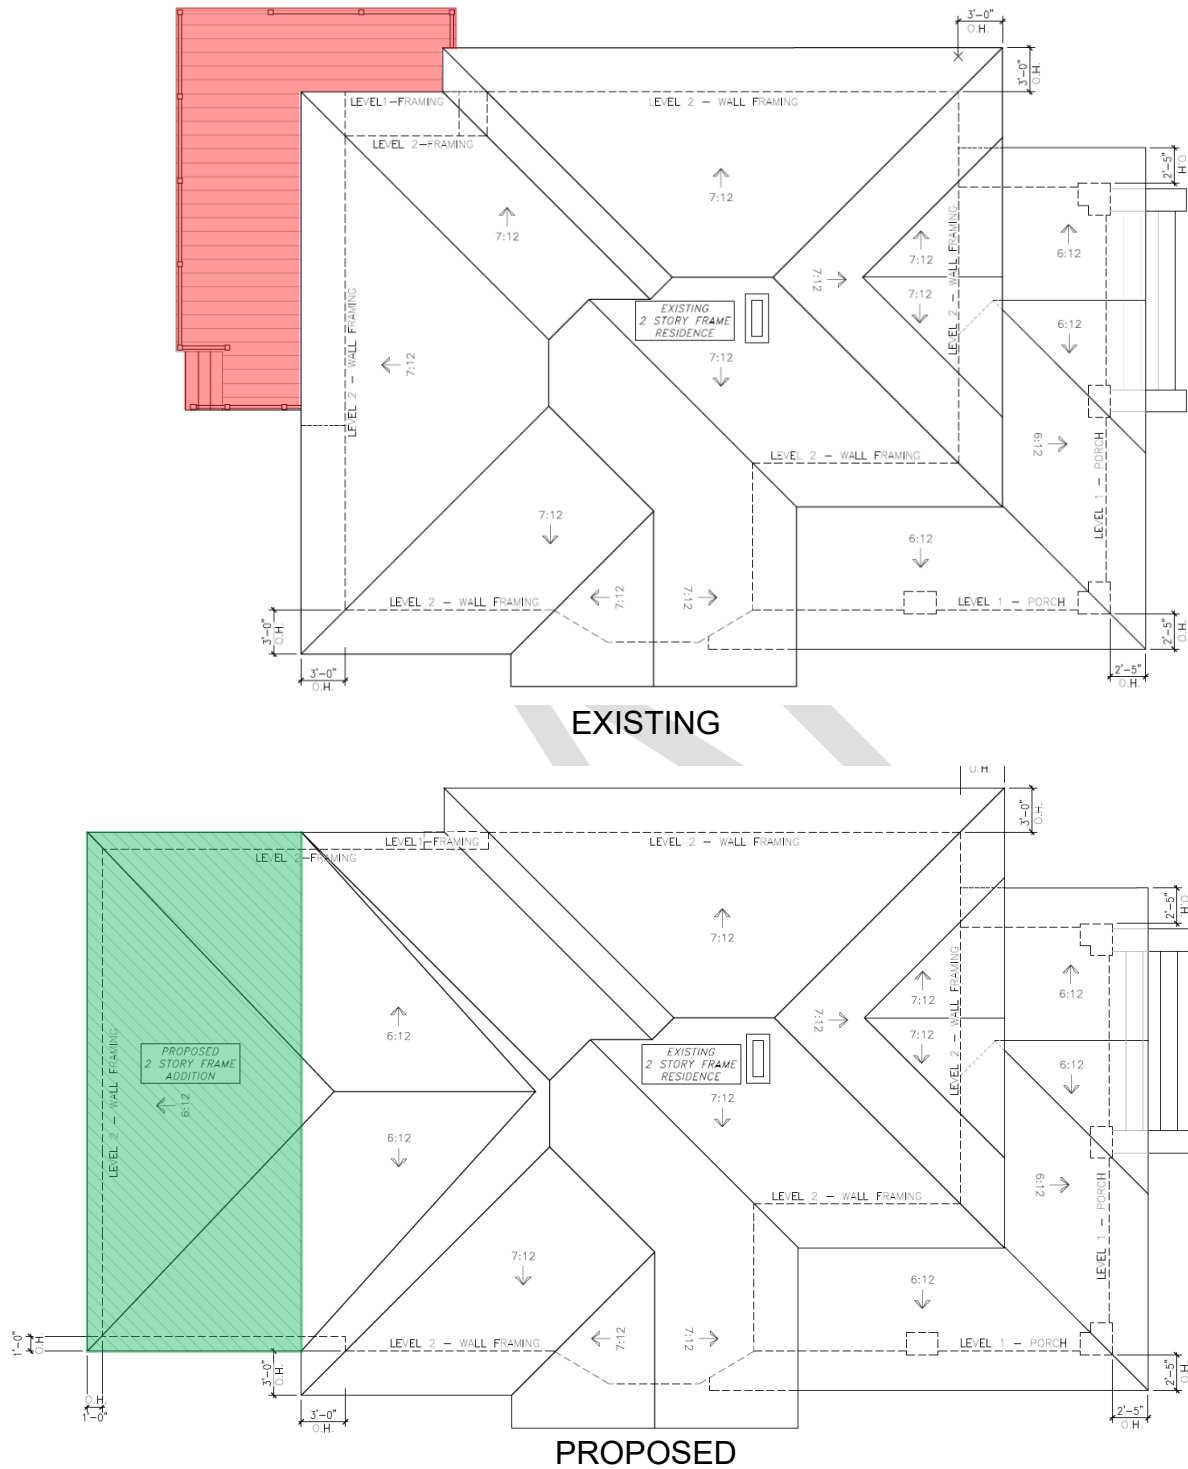 3'-0"
O.H.
3'-0"
O.H.
LEVEL1-FRAMING
LEVEL 2 - WALL FRAMING
LEVEL 2-FRAMING
2'-5"
O.H.
7:12
7:12
7:12
7:12
7:12
6:12
LEVEL 2 - WALL FRAMING
EXISTING
2 STORY FRAME
RESIDENCE
6:12
LEVEL 2 - WALL FRAMING
7:12
7:12
LEVEL 2 - WALL FRAMING
6:12
LEVEL 1 - PORCH
7:12
6:12
LEVEL 2 - WALL FRAMING
7:12
7:12
LEVEL 1 - PORCH
3'-0"
O.H.
2'-5"
O.H.
3'-0"
O.H.
2'-5"
O.H.
EXISTING
O.H.
3'-0"
O.H.
LEVEL1-FRAMING
LEVEL 2 - WALL FRAMING
LEVEL 2-FRAMING
2'-5"
O.H.
7:12
7:12
7:12
7:12
6:12
6:12
LEVEL 2 - WALL FRAMING
PROPOSED
2 STORY FRAME
ADDITION
EXISTING
2 STORY FRAME
RESIDENCE
6:12
LEVEL 2 - WALL FRAMING
6:12
7:12
6:12
LEVEL 2 - WALL FRAMING
6:12
LEVEL 1 - PORCH
7:12
6:12
LEVEL 2 - WALL FRAMING
7:12
7:12
LEVEL 1 - PORCH
1'-0"
O.H.
3'-0"
O.H.
2'-5"
O.H.
O.H.
1'-0"
3'-0"
O.H.
2'-5"
O.H.
PROPOSED